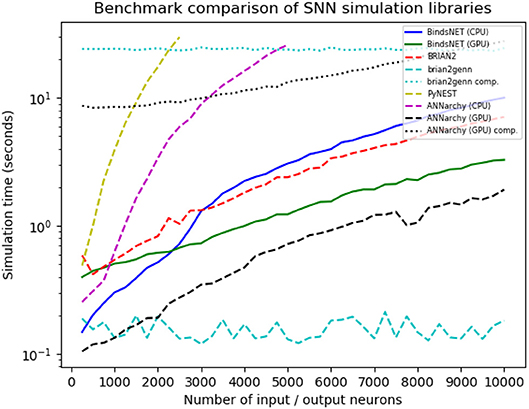 Benchmark comparison of SNN simulation libraries
BindsNET (CPU)
BindsNET (GPU)
BRIAN2
brian2genn
brian2genn comp.
PyNEST
ANNarchy (CPU)
ANNarchy (GPU)
ANNarchy (GPU) comp.
Simulation time (seconds)
10¹
10⁰
10⁻¹
0 1000 2000 3000 4000 5000 6000 7000 8000 9000 10000
Number of input / output neurons